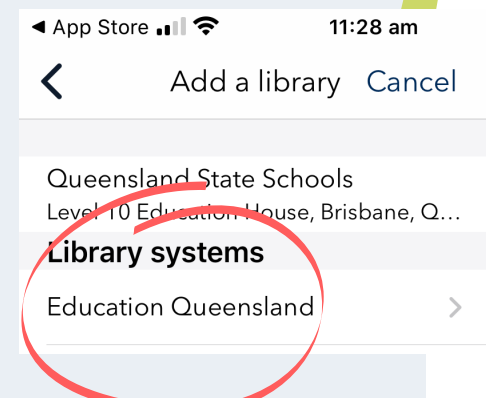 ◀ App Store 11:28 am
Add a library Cancel
Queensland State Schools
Level 10 Education House, Brisbane, Q...
Library systems
Education Queensland